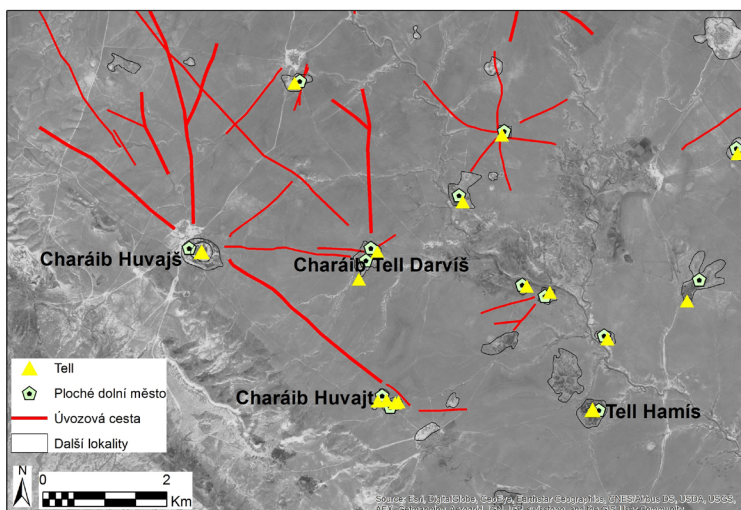 Charáib Huvajš
Charáib Tell Darvíš
Charáib Huvajt
Tell Hamís
Tell
Ploché dolní město
Úvozová cesta
Další lokality
N
0 2
Km
Source: Esri, DigitalGlobe, GeoEye, Earthstar Geographics, CNES/Airbus DS, USDA, USGS,